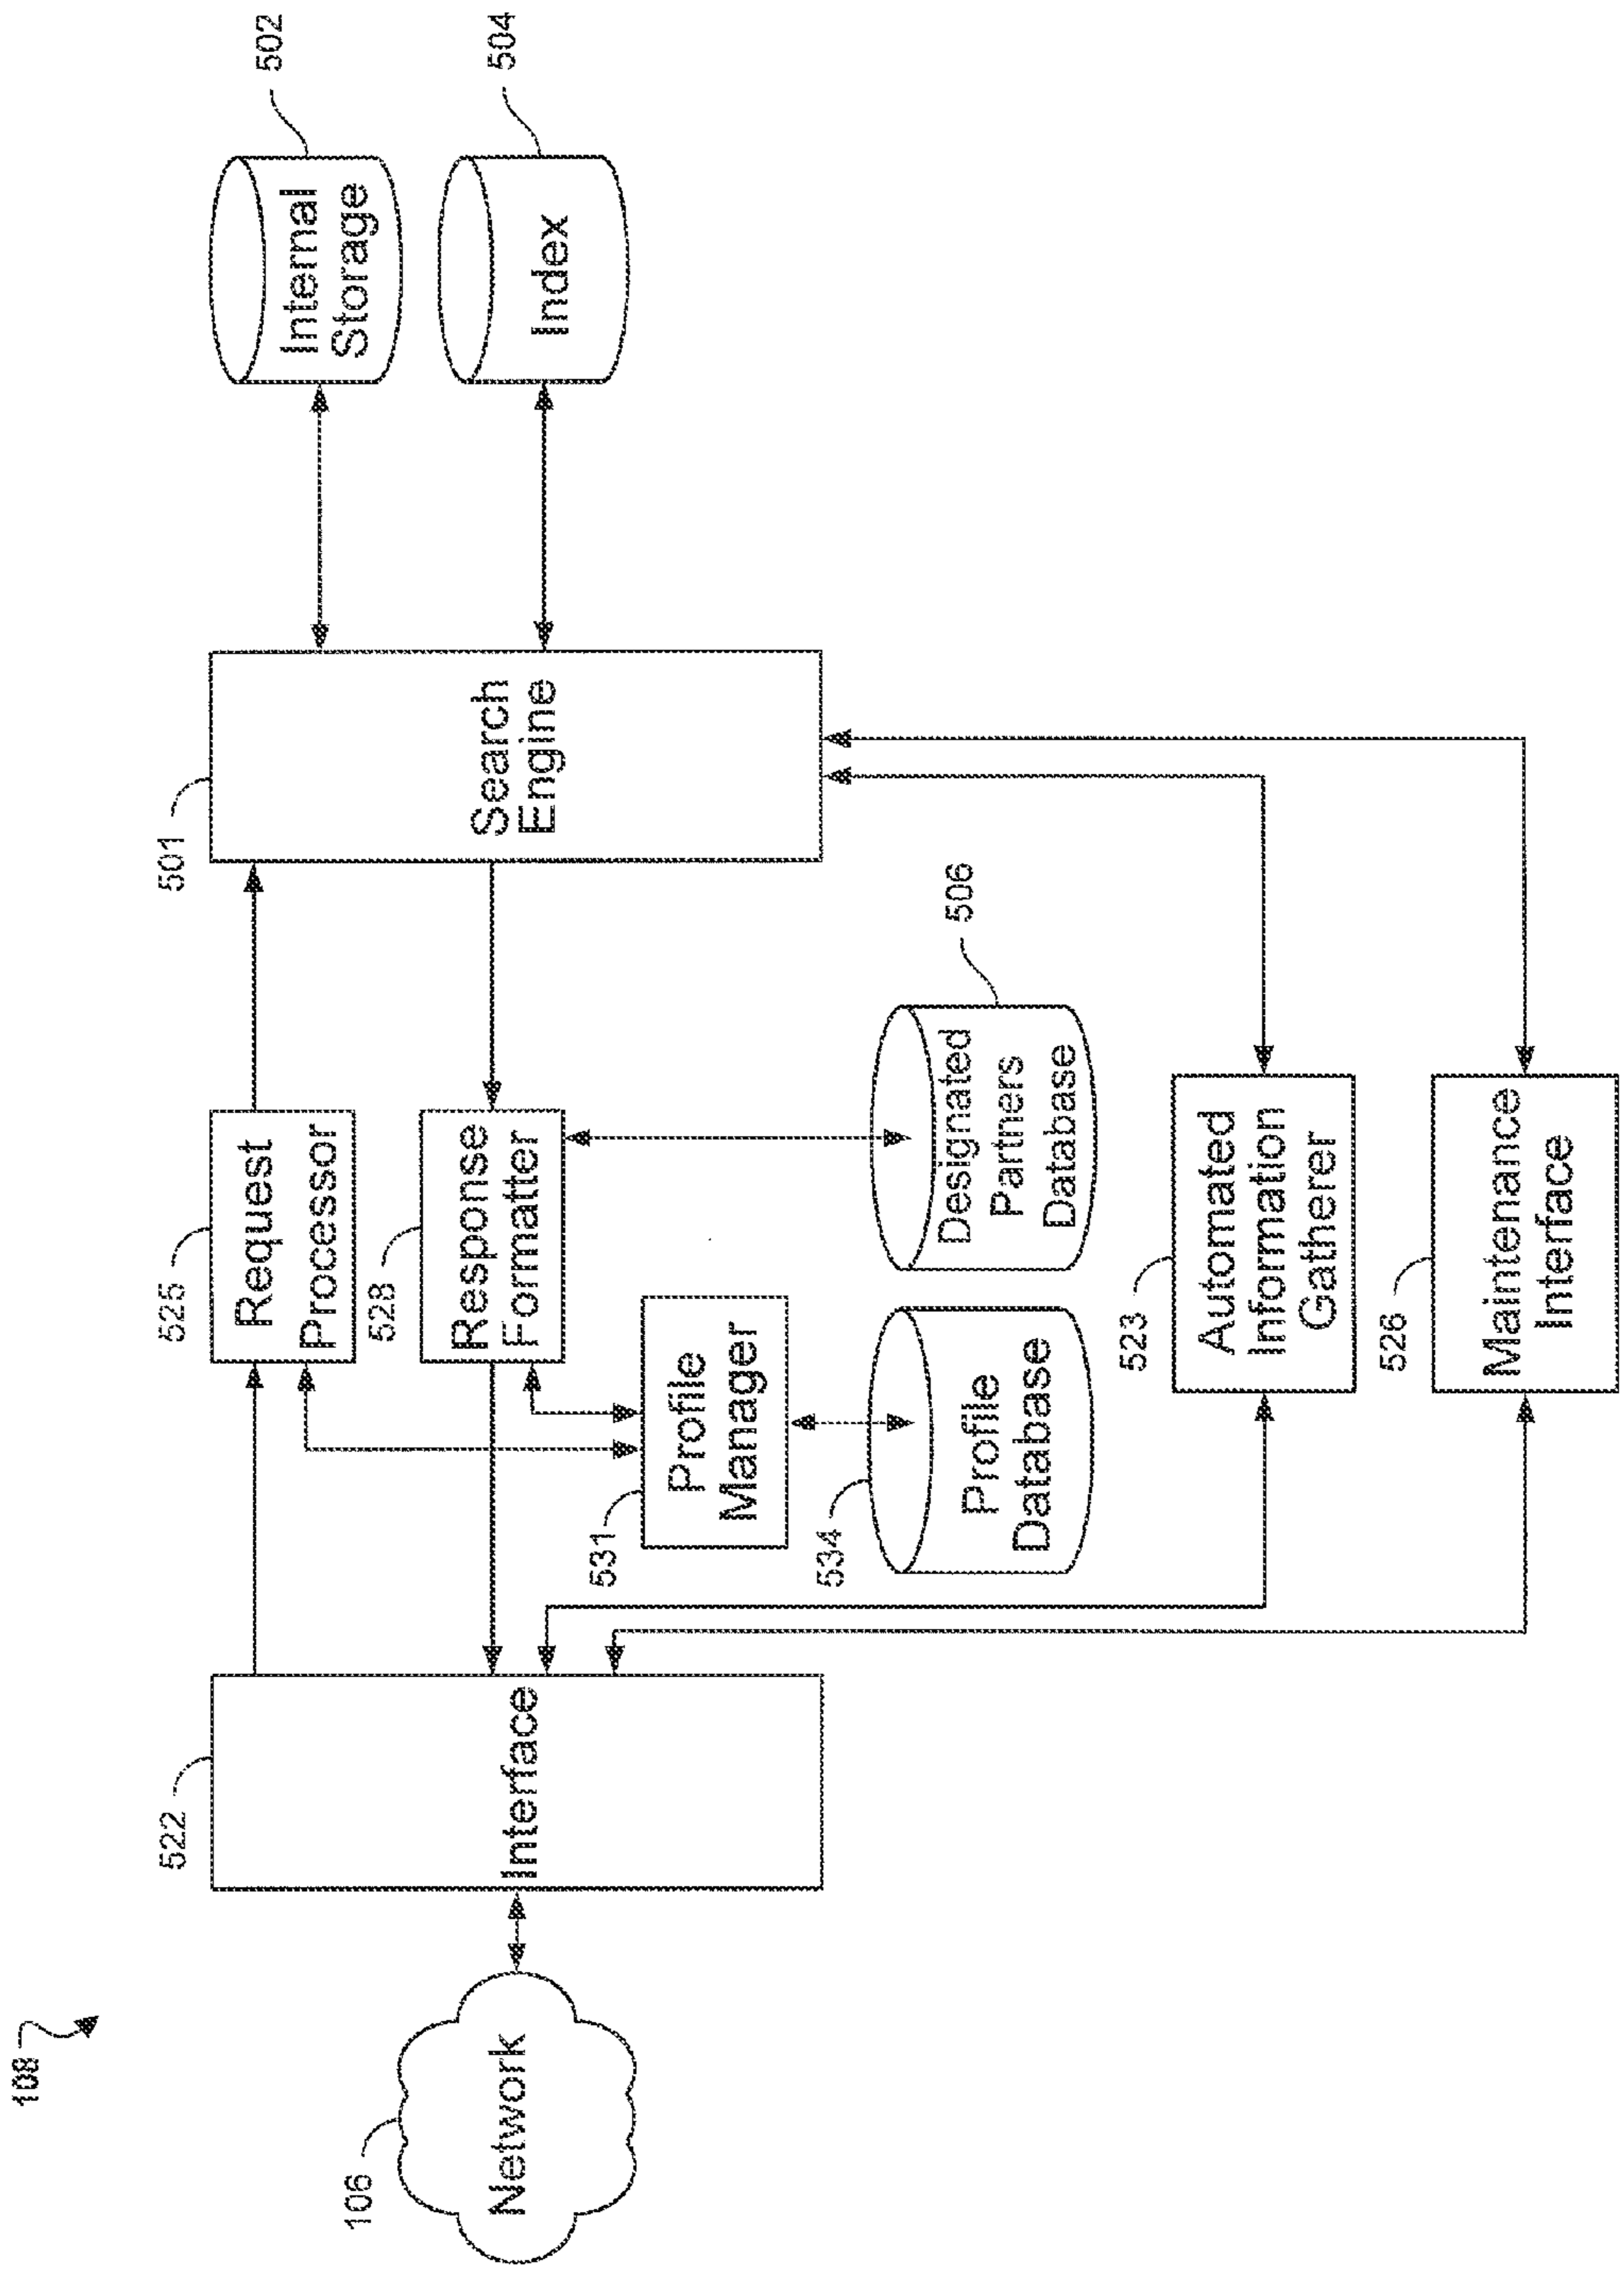 108
106
Network
522
Interface
525
Request
Processor
528
Response
Formatter
531
Profile
Manager
534
Profile
Database
506
Designated
Partners
Database
523
Automated
Information
Gatherer
526
Maintenance
Interface
501
Search
Engine
502
Internal
Storage
504
Index